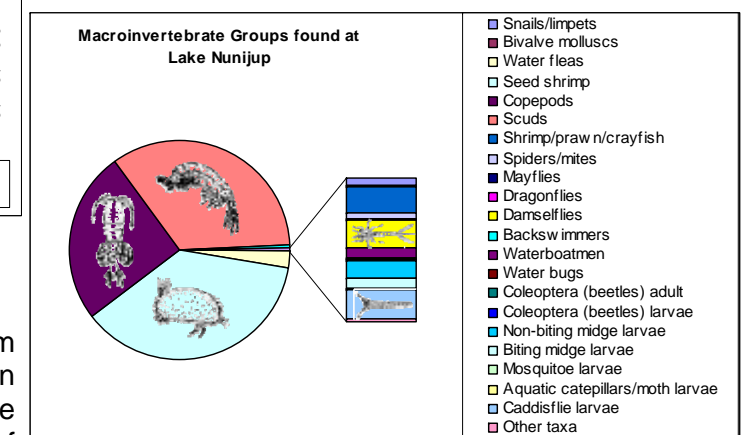 Macroinvertebrate Groups found at
Lake Nunijup
Snails/limpets
Bivalve molluscs
Water fleas
Seed shrimp
Copepods
Scuds
Shrimp/prawn/crayfish
Spiders/mites
Mayflies
Dragonflies
Damselflies
Backswimmers
Waterboatmen
Water bugs
Coleoptera (beetles) adult
Coleoptera (beetles) larvae
Non-biting midge larvae
Biting midge larvae
Mosquitoe larvae
Aquatic catepillars/moth larvae
Caddisflie larvae
Other taxa